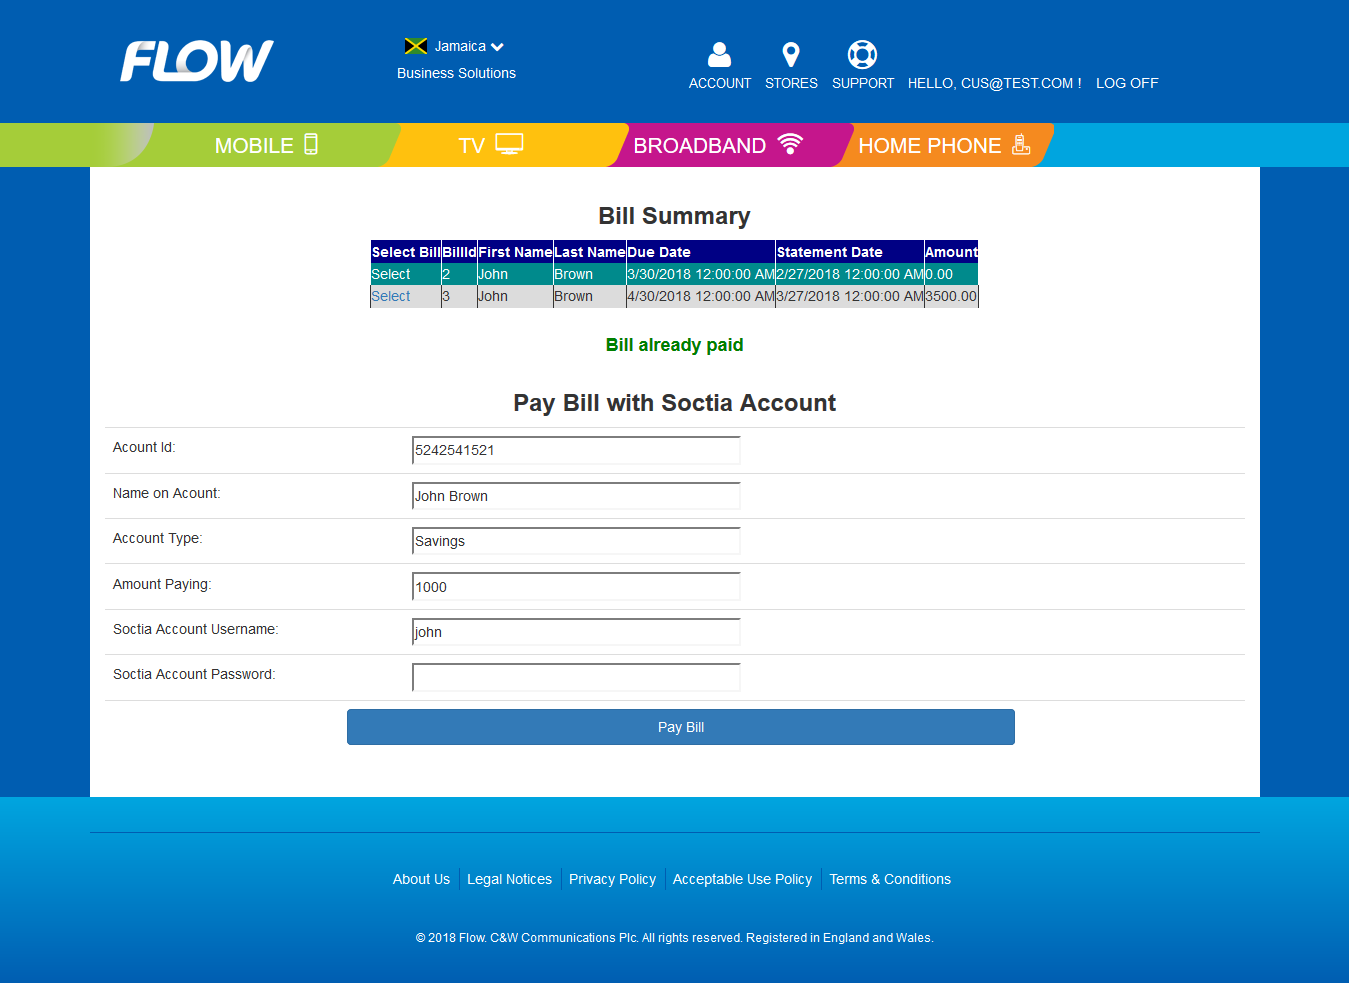 FLOW
Jamaica
Business Solutions
ACCOUNT STORES SUPPORT HELLO, CUS@TEST.COM ! LOG OFF
MOBILE TV BROADBAND HOME PHONE
Bill Summary
Select Bill BillId First Name Last Name Due Date Statement Date Amount
Select 2 John Brown 3/30/2018 12:00:00 AM 2/27/2018 12:00:00 AM 0.00
Select 3 John Brown 4/30/2018 12:00:00 AM 3/27/2018 12:00:00 AM 3500.00
Bill already paid
Pay Bill with Soctia Account
Acount Id: 5242541521
Name on Acount: John Brown
Account Type: Savings
Amount Paying: 1000
Soctia Account Username: john
Soctia Account Password:
Pay Bill
About Us Legal Notices Privacy Policy Acceptable Use Policy Terms & Conditions
© 2018 Flow. C&W Communications Plc. All rights reserved. Registered in England and Wales.